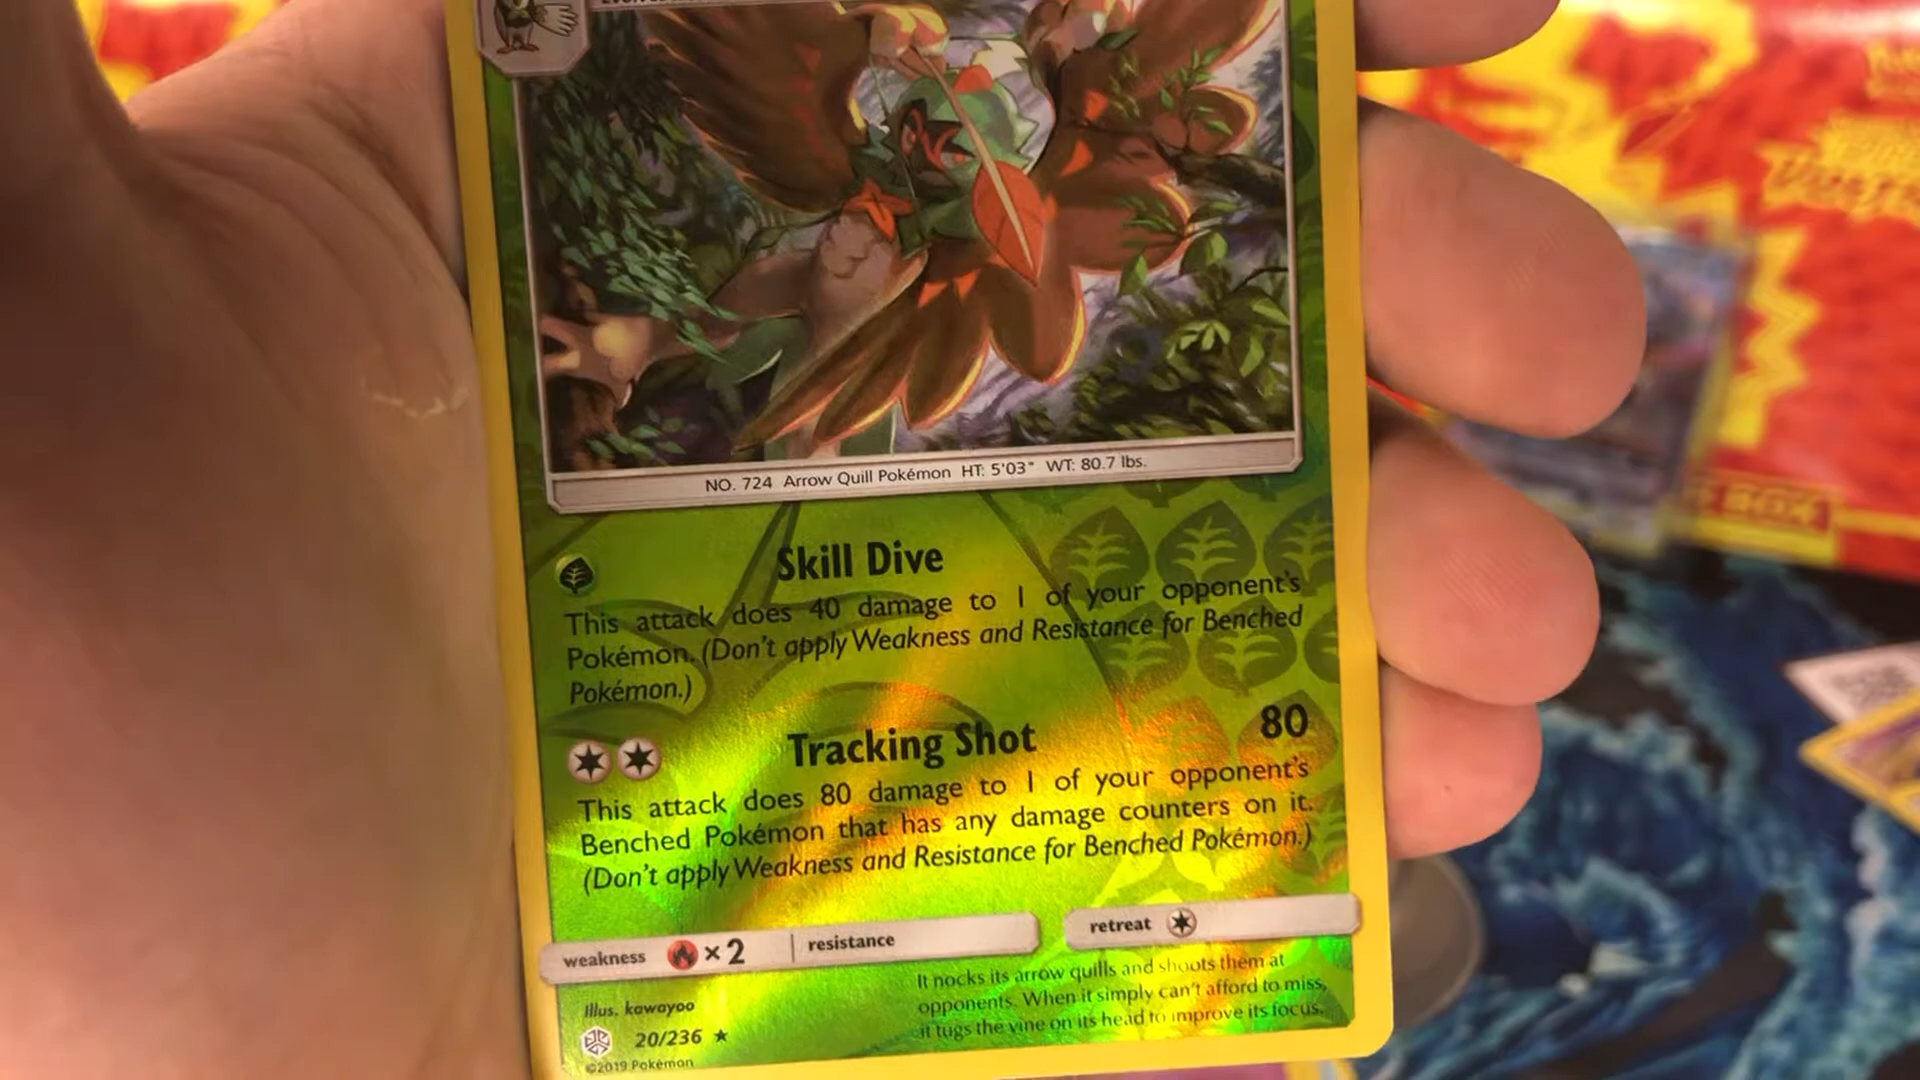 NO. 724 Arrow Quill Pokémon HT: 5'03" WT: 80.7 lbs.
Skill Dive
This attack does 40 damage to 1 of your opponent's
Pokémon. (Don't apply Weakness and Resistance for Benched
Pokémon.)
Tracking Shot 80
This attack does 80 damage to 1 of your opponent's
Benched Pokémon that has any damage counters on it.
(Don't apply Weakness and Resistance for Benched Pokémon.)
weakness ×2 resistance retreat
It nocks its arrow quills and shoots them at
opponents. When it simply can't afford to miss,
it tugs the vine on its head to improve its focus.
Illus. kawayoo
20/236 ★
©2019 Pokémon